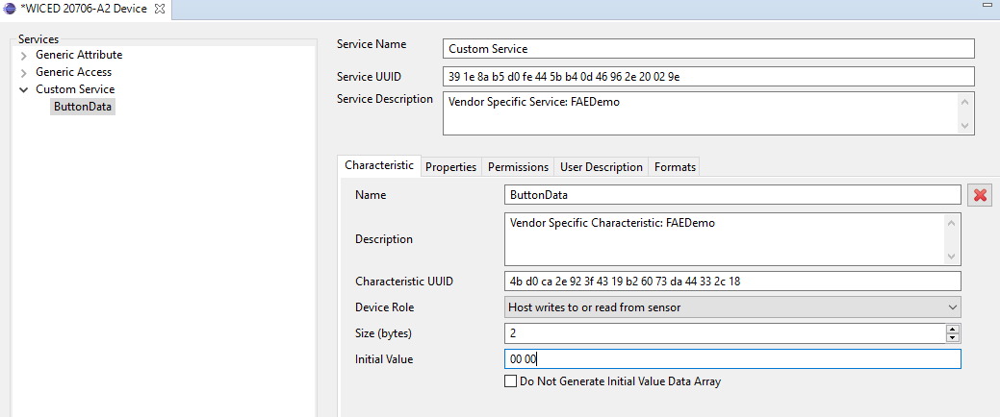 *WICED 20706-A2 Device
Services
Generic Attribute
Generic Access
Custom Service
ButtonData
Service Name
Custom Service
Service UUID
39 1e 8a b5 d0 fe 44 5b b4 0d 46 96 2e 20 02 9e
Service Description
Vendor Specific Service: FAEDemo
Characteristic
Properties
Permissions
User Description
Formats
Name
ButtonData
Description
Vendor Specific Characteristic: FAEDemo
Characteristic UUID
4b d0 ca 2e 92 3f 43 19 b2 60 73 da 44 33 2c 18
Device Role
Host writes to or read from sensor
Size (bytes)
2
Initial Value
00 00
Do Not Generate Initial Value Data Array